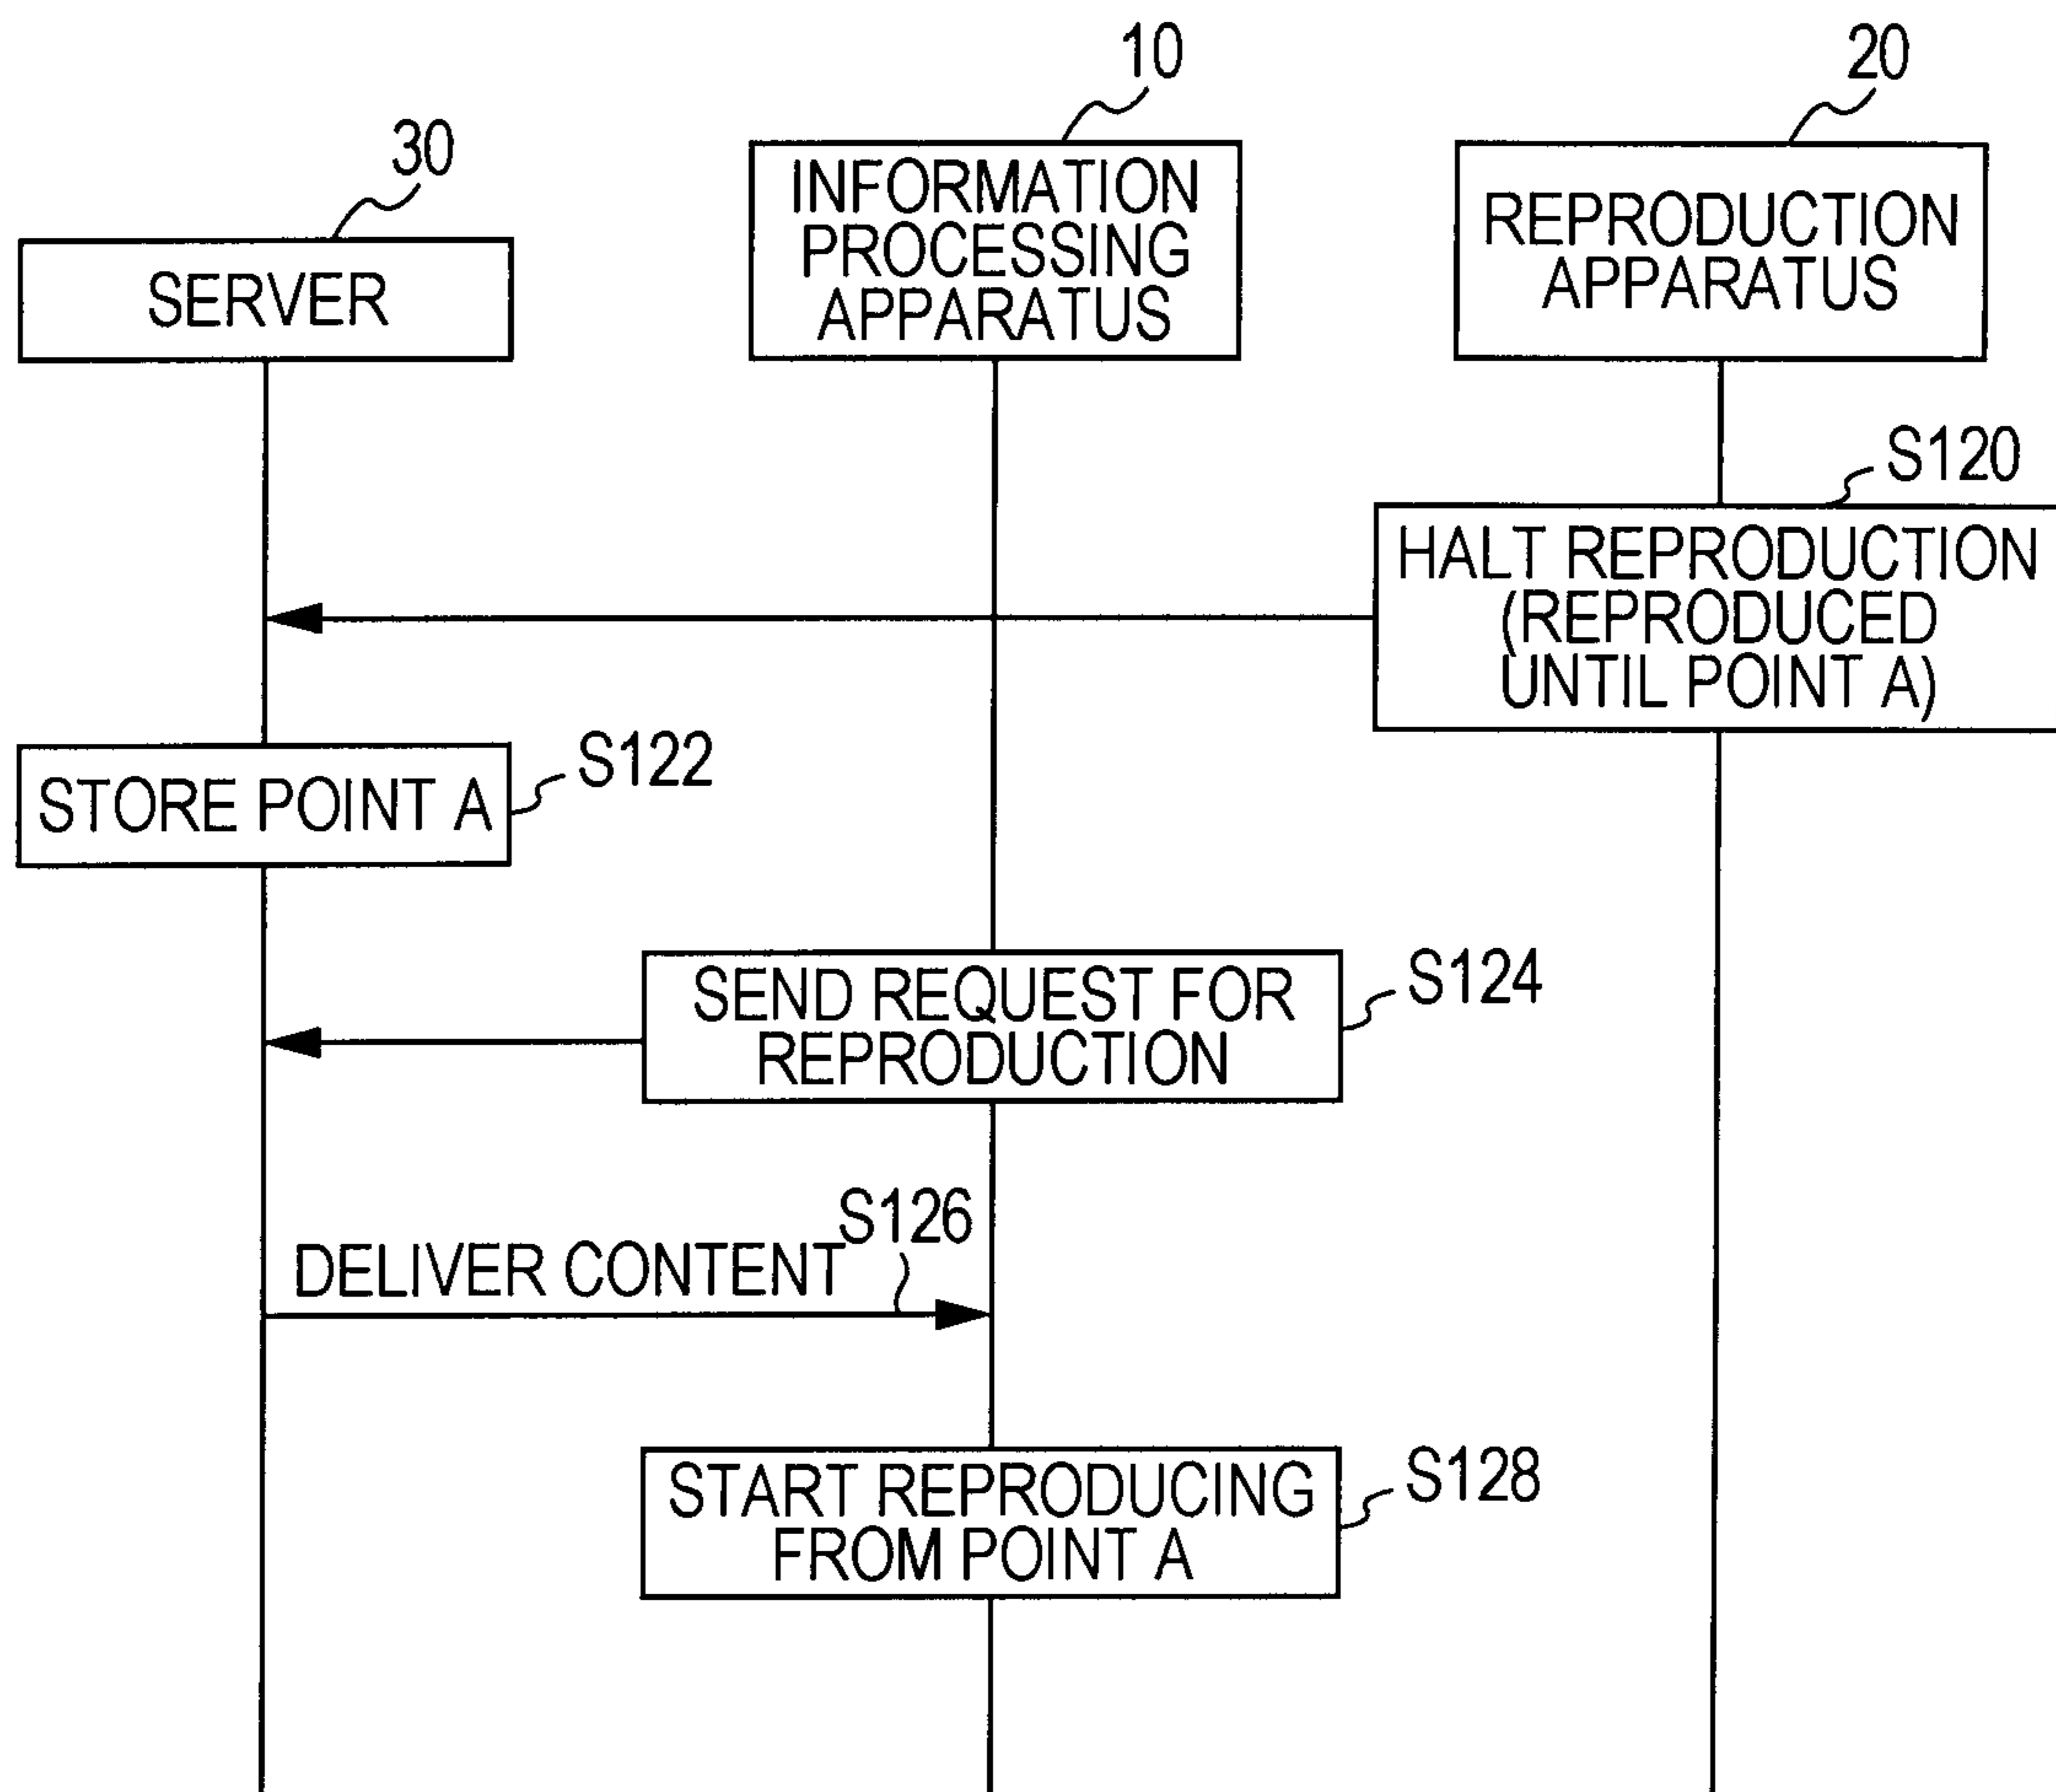 10
20
30
INFORMATION
PROCESSING
APPARATUS
REPRODUCTION
APPARATUS
SERVER
S120
HALT REPRODUCTION
(REPRODUCED
UNTIL POINT A)
S122
STORE POINT A
S124
SEND REQUEST FOR
REPRODUCTION
S126
DELIVER CONTENT
S128
START REPRODUCING
FROM POINT A